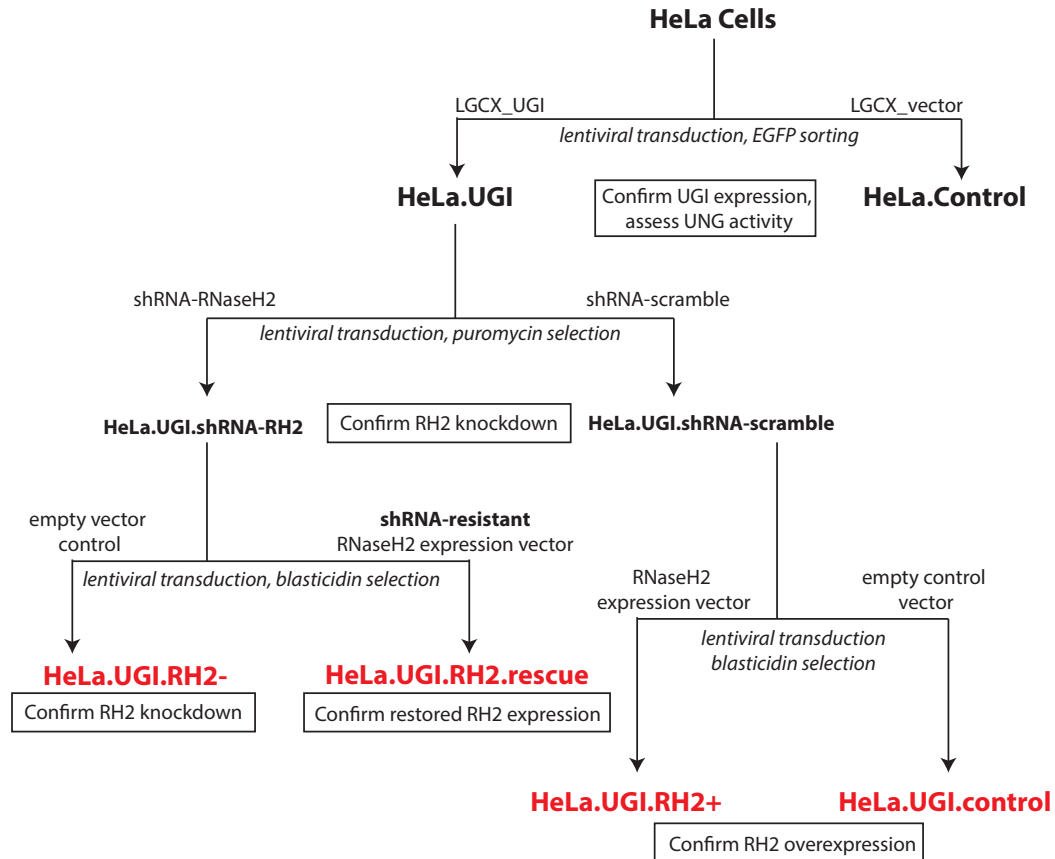 HeLa Cells
LGCX_UGI
LGCX_vector
lentiviral transduction, EGFP sorting
HeLa.UGI
Confirm UGI expression,
assess UNG activity
HeLa.Control
shRNA-RNaseH2
shRNA-scramble
lentiviral transduction, puromycin selection
HeLa.UGI.shRNA-RH2
Confirm RH2 knockdown
HeLa.UGI.shRNA-scramble
empty vector
control
shRNA-resistant
RNaseH2 expression vector
lentiviral transduction, blasticidin selection
RNaseH2
expression vector
empty control
vector
lentiviral transduction
blasticidin selection
HeLa.UGI.RH2-
Confirm RH2 knockdown
HeLa.UGI.RH2.rescue
Confirm restored RH2 expression
HeLa.UGI.RH2+
HeLa.UGI.control
Confirm RH2 overexpression